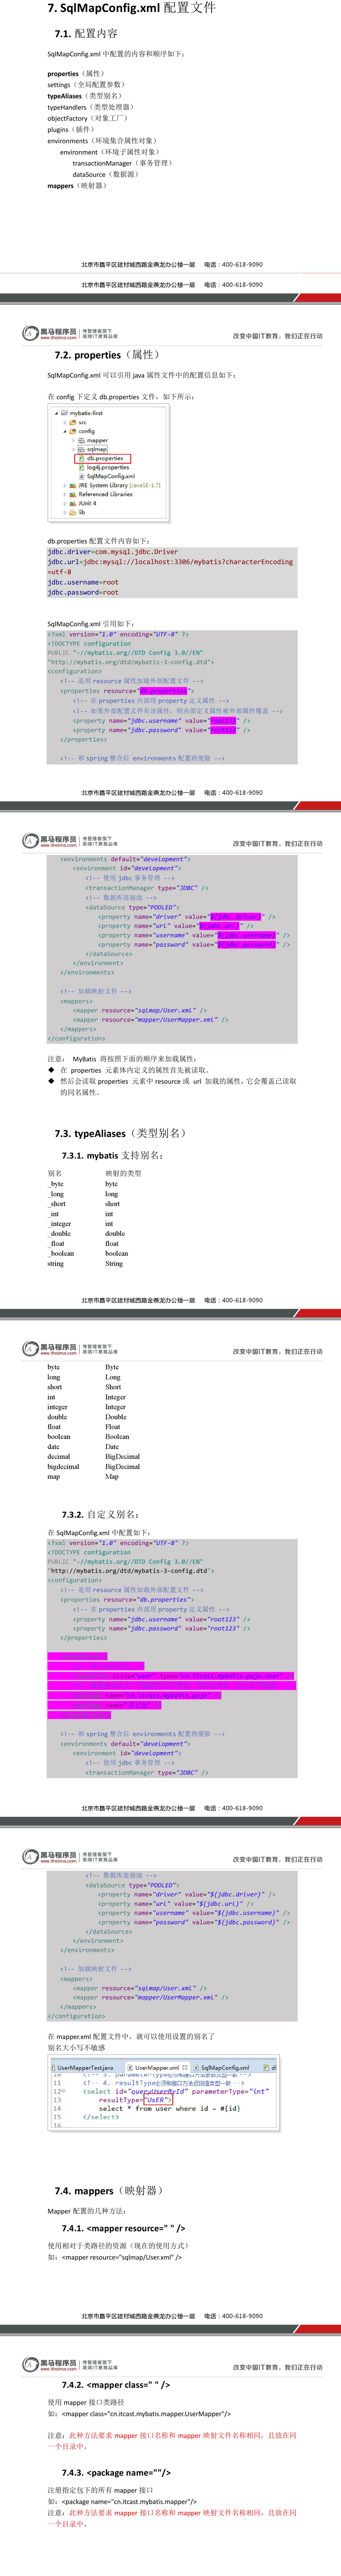 7. SqlMapConfig.xml 配置文件
7.1. 配置内容
SqlMapConfig.xml 中配置的内容和顺序如下：
properties（属性）
settings（全局配置参数）
typeAliases（类型别名）
typeHandlers（类型处理器）
objectFactory（对象工厂）
plugins（插件）
environments（环境集合属性对象）
environment（环境子属性对象）
transactionManager（事务管理）
dataSource（数据源）
mappers（映射器）
北京市昌平区建材城西路金燕龙办公楼一层 电话：400-618-9090
北京市昌平区建材城西路金燕龙办公楼一层 电话：400-618-9090
黑马程序员 www.itheima.com 传智播客旗下 高端IT教育品牌 改变中国IT教育，我们正在行动
7.2. properties（属性）
SqlMapConfig.xml 可以引用 java 属性文件中的配置信息如下：
在 config 下定义 db.properties 文件，如下所示：
mybatis-first
src
config
mapper
sqlmap
db.properties
log4j.properties
SqlMapConfig.xml
JRE System Library [JavaSE-1.7]
Referenced Libraries
JUnit 4
lib
db.properties 配置文件内容如下：
jdbc.driver=com.mysql.jdbc.Driver
jdbc.url=jdbc:mysql://localhost:3306/mybatis?characterEncoding
=utf-8
jdbc.username=root
jdbc.password=root
SqlMapConfig.xml 引用如下：
<?xml version="1.0" encoding="UTF-8" ?>
<!DOCTYPE configuration
PUBLIC "-//mybatis.org//DTD Config 3.0//EN"
"http://mybatis.org/dtd/mybatis-3-config.dtd">
<configuration>
<!-- 是用 resource 属性加载外部配置文件 -->
<properties resource="db.properties">
<!-- 在 properties 内部用 property 定义属性 -->
<!-- 如果外部配置文件有该属性，则内部定义属性被外部属性覆盖 -->
<property name="jdbc.username" value="root123" />
<property name="jdbc.password" value="root123" />
</properties>
<!-- 和 spring 整合后 environments 配置将废除 -->
北京市昌平区建材城西路金燕龙办公楼一层 电话：400-618-9090
黑马程序员 www.itheima.com 传智播客旗下 高端IT教育品牌 改变中国IT教育，我们正在行动
<environments default="development">
<environment id="development">
<!-- 使用 jdbc 事务管理 -->
<transactionManager type="JDBC" />
<!-- 数据库连接池 -->
<dataSource type="POOLED">
<property name="driver" value="${jdbc.driver}" />
<property name="url" value="${jdbc.url}" />
<property name="username" value="${jdbc.username}" />
<property name="password" value="${jdbc.password}" />
</dataSource>
</environment>
</environments>
<!-- 加载映射文件 -->
<mappers>
<mapper resource="sqlmap/User.xml" />
<mapper resource="mapper/UserMapper.xml" />
</mappers>
</configuration>
注意： MyBatis 将按照下面的顺序来加载属性：
◆ 在 properties 元素体内定义的属性首先被读取。
◆ 然后会读取 properties 元素中 resource 或 url 加载的属性，它会覆盖已读取
的同名属性。
7.3. typeAliases（类型别名）
7.3.1. mybatis 支持别名：
别名 映射的类型
_byte byte
_long long
_short short
_int int
_integer int
_double double
_float float
_boolean boolean
string String
北京市昌平区建材城西路金燕龙办公楼一层 电话：400-618-9090
黑马程序员 www.itheima.com 传智播客旗下 高端IT教育品牌 改变中国IT教育，我们正在行动
byte Byte
long Long
short Short
int Integer
integer Integer
double Double
float Float
boolean Boolean
date Date
decimal BigDecimal
bigdecimal BigDecimal
map Map
7.3.2. 自定义别名：
在 SqlMapConfig.xml 中配置如下：
<?xml version="1.0" encoding="UTF-8" ?>
<!DOCTYPE configuration
PUBLIC "-//mybatis.org//DTD Config 3.0//EN"
"http://mybatis.org/dtd/mybatis-3-config.dtd">
<configuration>
<!-- 是用 resource 属性加载外部配置文件 -->
<properties resource="db.properties">
<!-- 在 properties 内部用 property 定义属性 -->
<property name="jdbc.username" value="root123" />
<property name="jdbc.password" value="root123" />
</properties>
alias="user" type="cn.itcast.mybatis.pojo.User" />
name="cn.itcast.mybatis.pojo" />
<!-- 和 spring 整合后 environments 配置将废除 -->
<environments default="development">
<environment id="development">
<!-- 使用 jdbc 事务管理 -->
<transactionManager type="JDBC" />
北京市昌平区建材城西路金燕龙办公楼一层 电话：400-618-9090
黑马程序员 www.itheima.com 传智播客旗下 高端IT教育品牌 改变中国IT教育，我们正在行动
<!-- 数据库连接池 -->
<dataSource type="POOLED">
<property name="driver" value="${jdbc.driver}" />
<property name="url" value="${jdbc.url}" />
<property name="username" value="${jdbc.username}" />
<property name="password" value="${jdbc.password}" />
</dataSource>
</environment>
</environments>
<!-- 加载映射文件 -->
<mappers>
<mapper resource="sqlmap/User.xml" />
<mapper resource="mapper/UserMapper.xml" />
</mappers>
</configuration>
在 mapper.xml 配置文件中，就可以使用设置的别名了
别名大小写不敏感
UserMapperTest.java UserMapper.xml SqlMapConfig.xml
10 <!-- 3. parameterType必须和接口方法参数类型一致 -->
11 <!-- 4. resultType必须和接口方法返回值类型一致 -->
12 <select id="queryUserById" parameterType="int"
13 resultType="UsER">
14 select * from user where id = #{id}
15 </select>
16
7.4. mappers（映射器）
Mapper 配置的几种方法：
7.4.1. <mapper resource=" " />
使用相对于类路径的资源（现在的使用方式）
如：<mapper resource="sqlmap/User.xml" />
北京市昌平区建材城西路金燕龙办公楼一层 电话：400-618-9090
黑马程序员 www.itheima.com 传智播客旗下 高端IT教育品牌 改变中国IT教育，我们正在行动
7.4.2. <mapper class=" " />
使用 mapper 接口类路径
如：<mapper class="cn.itcast.mybatis.mapper.UserMapper"/>
注意：此种方法要求 mapper 接口名称和 mapper 映射文件名称相同，且放在同
一个目录中。
7.4.3. <package name=""/>
注册指定包下的所有 mapper 接口
如：<package name="cn.itcast.mybatis.mapper"/>
注意：此种方法要求 mapper 接口名称和 mapper 映射文件名称相同，且放在同
一个目录中。